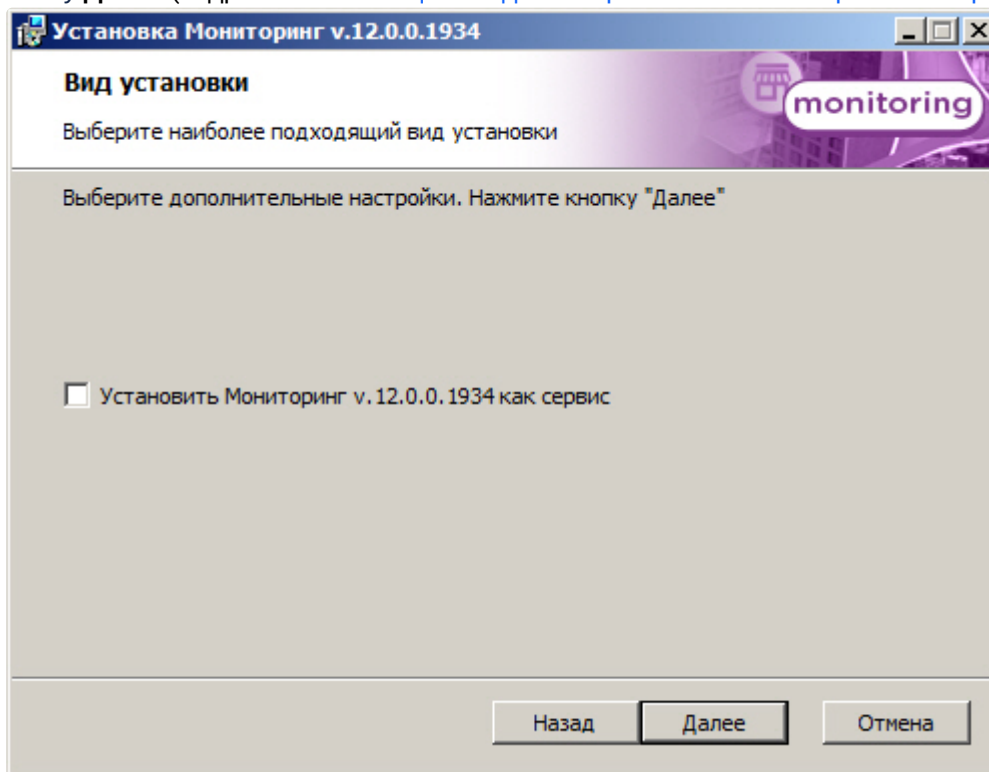 Установка Мониторинг v.12.0.0.1934
Вид установки
monitoring
Выберите наиболее подходящий вид установки
Выберите дополнительные настройки. Нажмите кнопку "Далее"
Установить Мониторинг v.12.0.0.1934 как сервис
Назад Далее Отмена